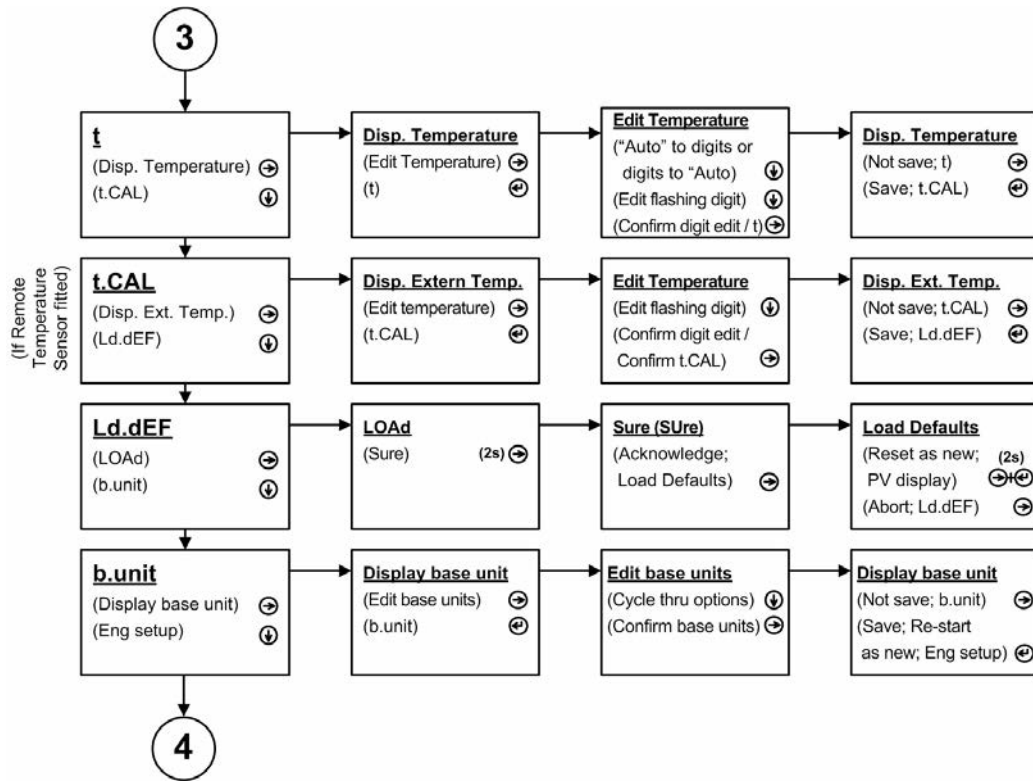 3
t
(Disp. Temperature)
(t.CAL)
Disp. Temperature
(Edit Temperature)
(t)
Edit Temperature
("Auto" to digits or
digits to "Auto)
(Edit flashing digit)
(Confirm digit edit / t)
Disp. Temperature
(Not save; t)
(Save; t.CAL)
(If Remote
Temperature
Sensor fitted)
t.CAL
(Disp. Ext. Temp.)
(Ld.dEF)
Disp. Extern Temp.
(Edit temperature)
(t.CAL)
Edit Temperature
(Edit flashing digit)
(Confirm digit edit /
Confirm t.CAL)
Disp. Ext. Temp.
(Not save; t.CAL)
(Save; Ld.dEF)
Ld.dEF
(LOAd)
(b.unit)
LOAd
(Sure) (2s)
Sure (SUre)
(Acknowledge;
Load Defaults)
Load Defaults
(Reset as new; (2s)
PV display) +
(Abort; Ld.dEF)
b.unit
(Display base unit)
(Eng setup)
Display base unit
(Edit base units)
(b.unit)
Edit base units
(Cycle thru options)
(Confirm base units)
Display base unit
(Not save; b.unit)
(Save; Re-start
as new; Eng setup)
4